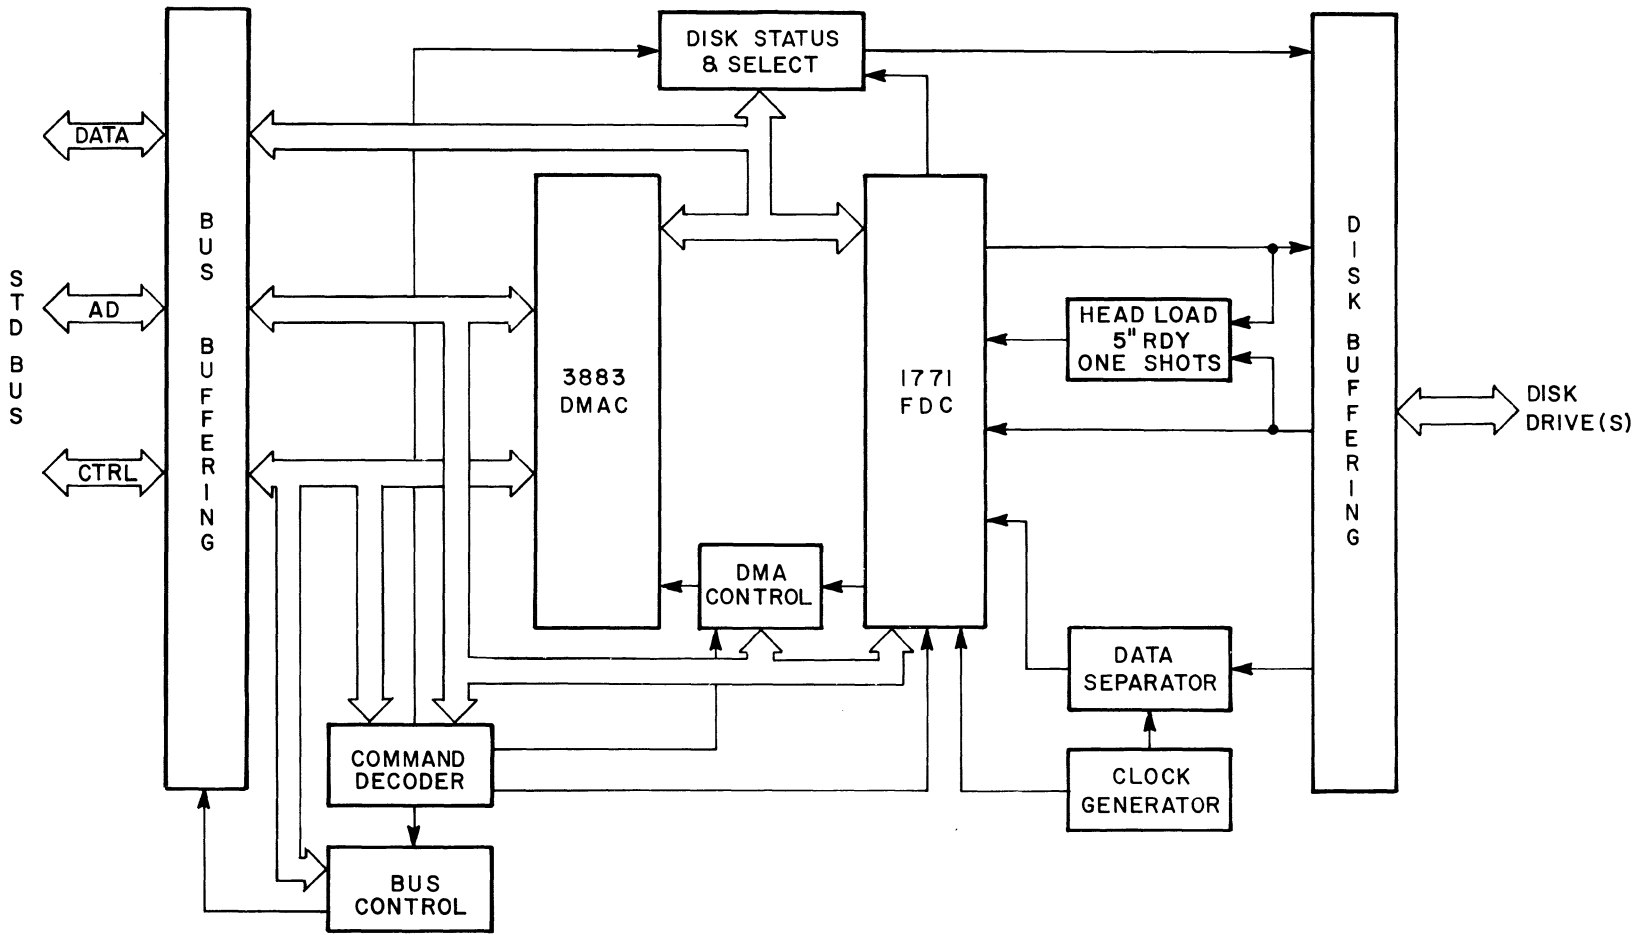 DISK STATUS
& SELECT
DATA
BUS BUFFERING
STD BUS
AD
CTRL
3883
DMAC
1771
FDC
HEAD LOAD
5" RDY
ONE SHOTS
DISK BUFFERING
DISK
DRIVE(S)
DMA
CONTROL
DATA
SEPARATOR
COMMAND
DECODER
CLOCK
GENERATOR
BUS
CONTROL